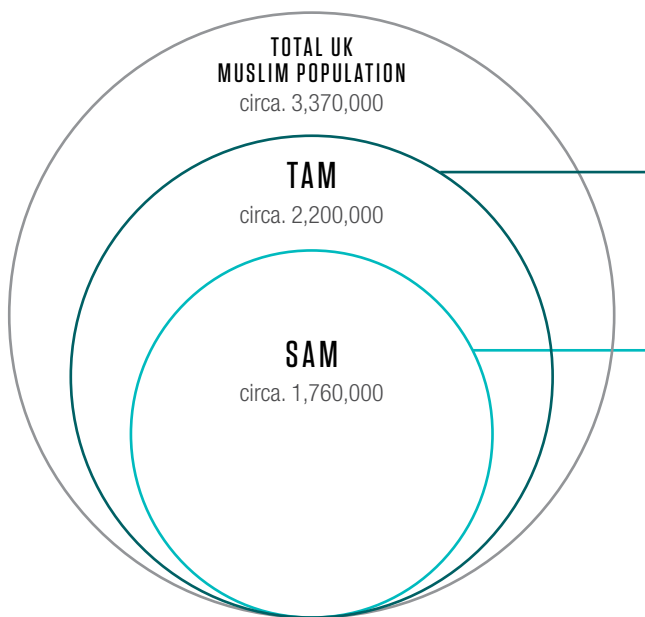 TOTAL UK
MUSLIM POPULATION
circa. 3,370,000
TAM
circa. 2,200,000
SAM
circa. 1,760,000